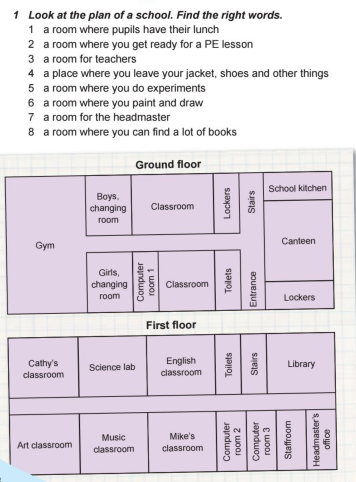 1 Look at the plan of a school. Find the right words.
1 a room where pupils have their lunch
2 a room where you get ready for a PE lesson
3 a room for teachers
4 a place where you leave your jacket, shoes and other things
5 a room where you do experiments
6 a room where you paint and draw
7 a room for the headmaster
8 a room where you can find a lot of books
Ground floor
Gym
Boys,
changing
room
Classroom
Lockers
Stairs
School kitchen
Canteen
Girls,
changing
room
Computer
room 1
Classroom
Toilets
Entrance
Lockers
First floor
Cathy's
classroom
Science lab
English
classroom
Toilets
Stairs
Library
Art classroom
Music
classroom
Mike's
classroom
Computer
room 2
Computer
room 3
Staffroom
Headmaster's
office